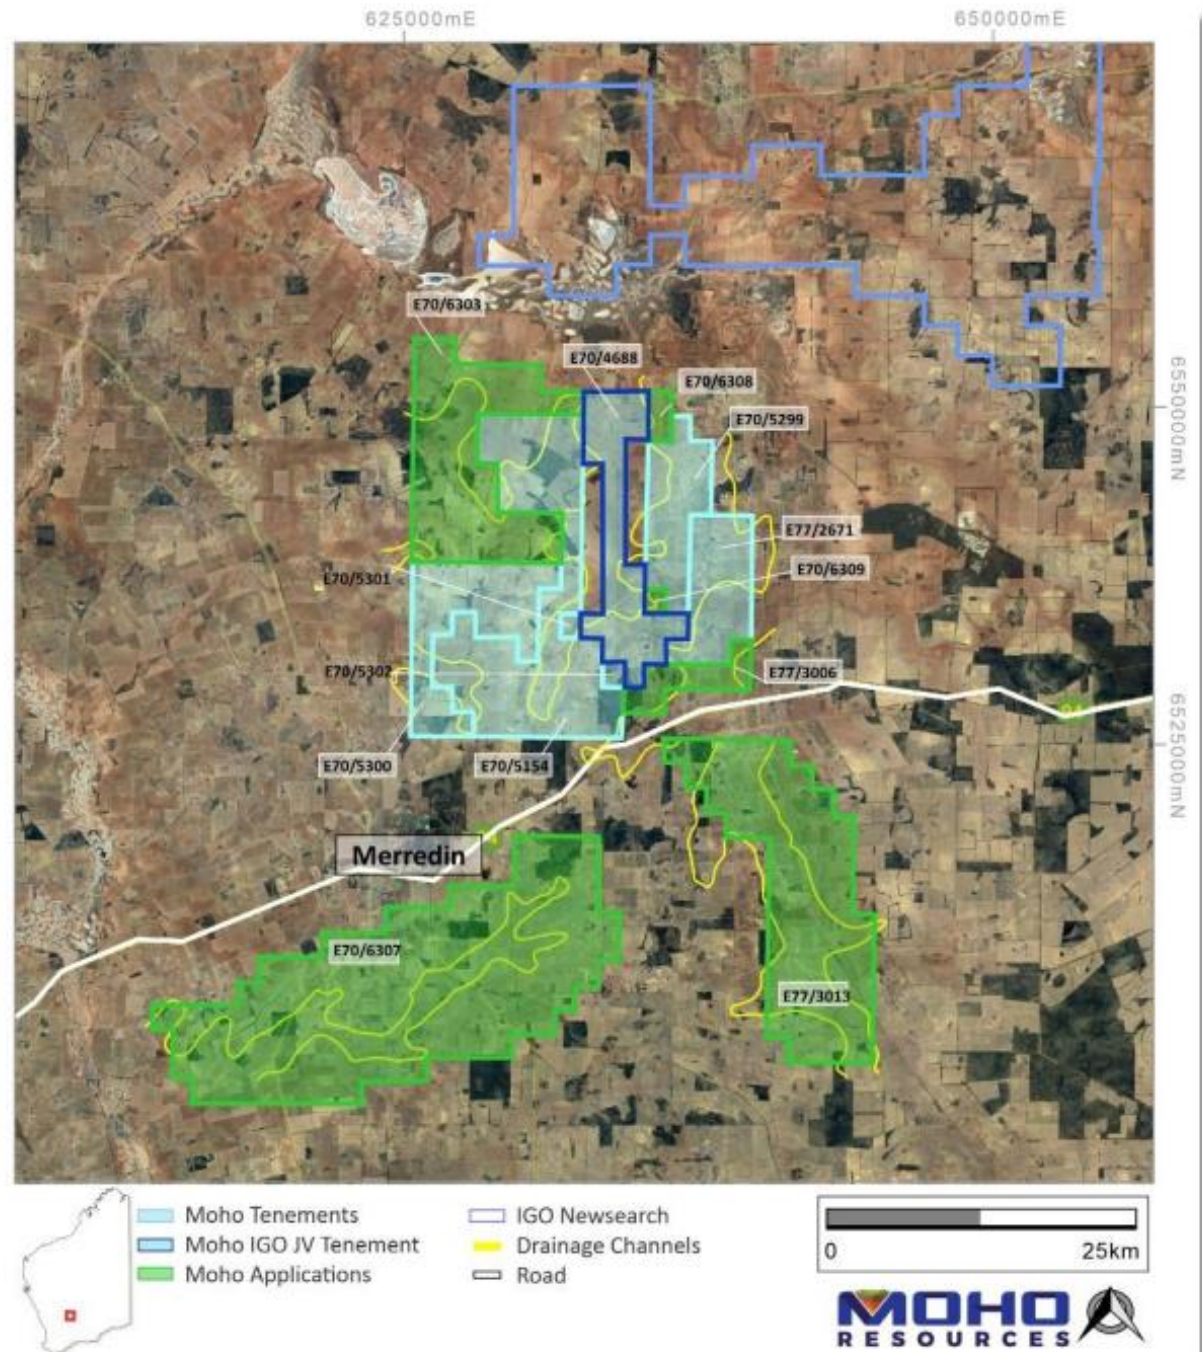 625000mE
650000mE
E70/6303
E70/4688
E70/6308
E70/5299
6550000mN
E77/2671
E70/6309
E70/5301
E70/5302
E77/3006
E70/5300
E70/5154
6525000mN
Merredin
E70/6307
E77/3013
Moho Tenements
Moho IGO JV Tenement
Moho Applications
IGO Newsearch
Drainage Channels
Road
0
25km
MOHO
RESOURCES